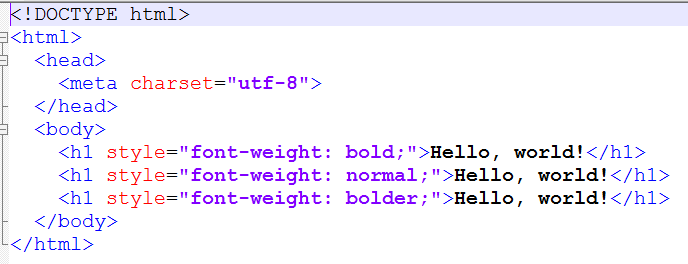 <!DOCTYPE html>
<html>
<head>
<meta charset="utf-8">
</head>
<body>
<h1 style="font-weight: bold;">Hello, world!</h1>
<h1 style="font-weight: normal;">Hello, world!</h1>
<h1 style="font-weight: bolder;">Hello, world!</h1>
</body>
</html>